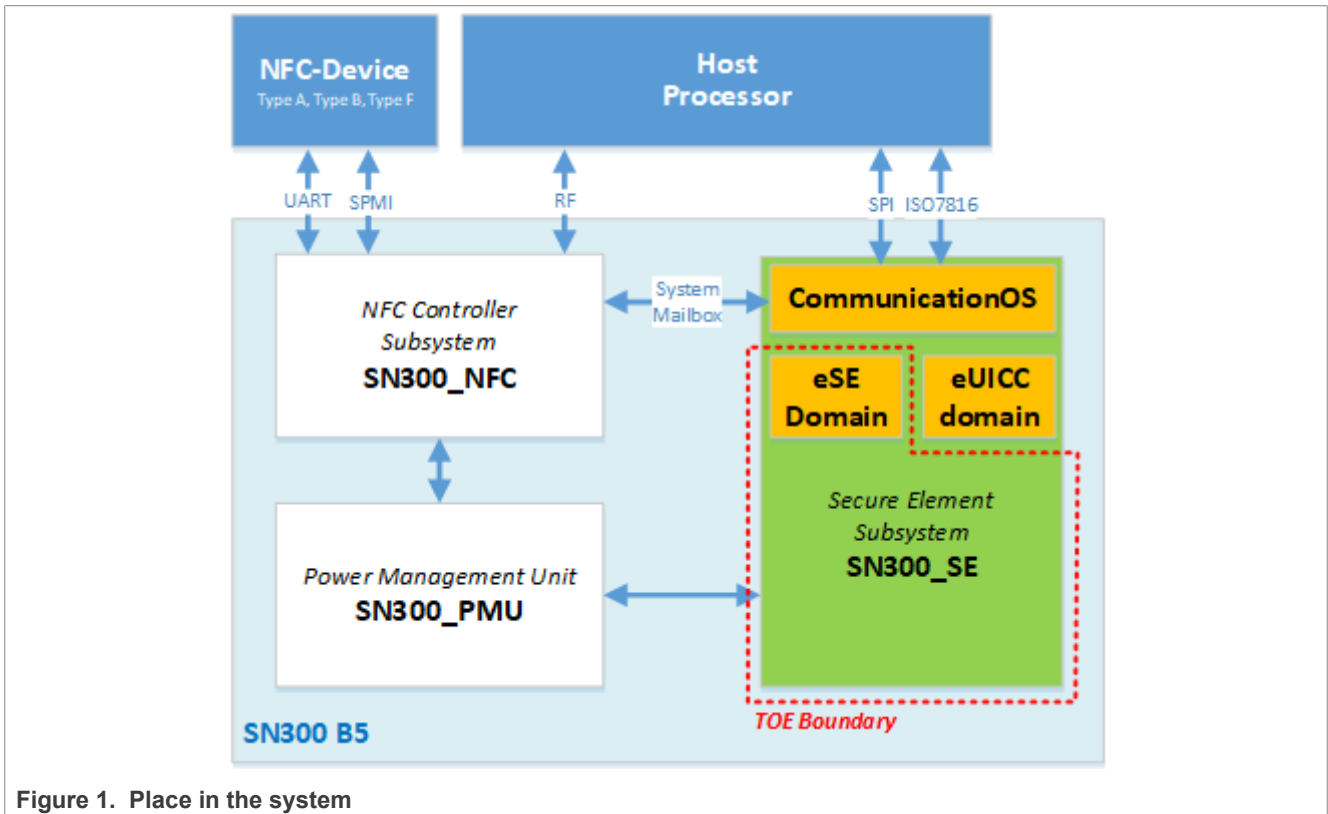 NFC-Device
Type A, Type B, Type F
Host
Processor
UART
SPMI
RF
SPI
ISO7816
NFC Controller
Subsystem
SN300_NFC
System
Mailbox
CommunicationOS
eSE
Domain
eUICC
domain
Secure Element
Subsystem
SN300_SE
Power Management Unit
SN300_PMU
TOE Boundary
SN300 B5
Figure 1. Place in the system